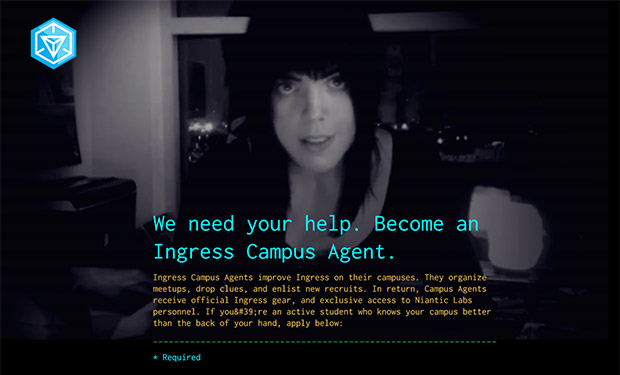 We need your help. Become an
Ingress Campus Agent.
Ingress Campus Agents improve Ingress on their campuses. They organize
meetups, drop clues, and enlist new recruits. In return, Campus Agents
receive official Ingress gear, and exclusive access to Niantic Labs
personnel. If you&#39;re an active student who knows your campus better
than the back of your hand, apply below:
* Required